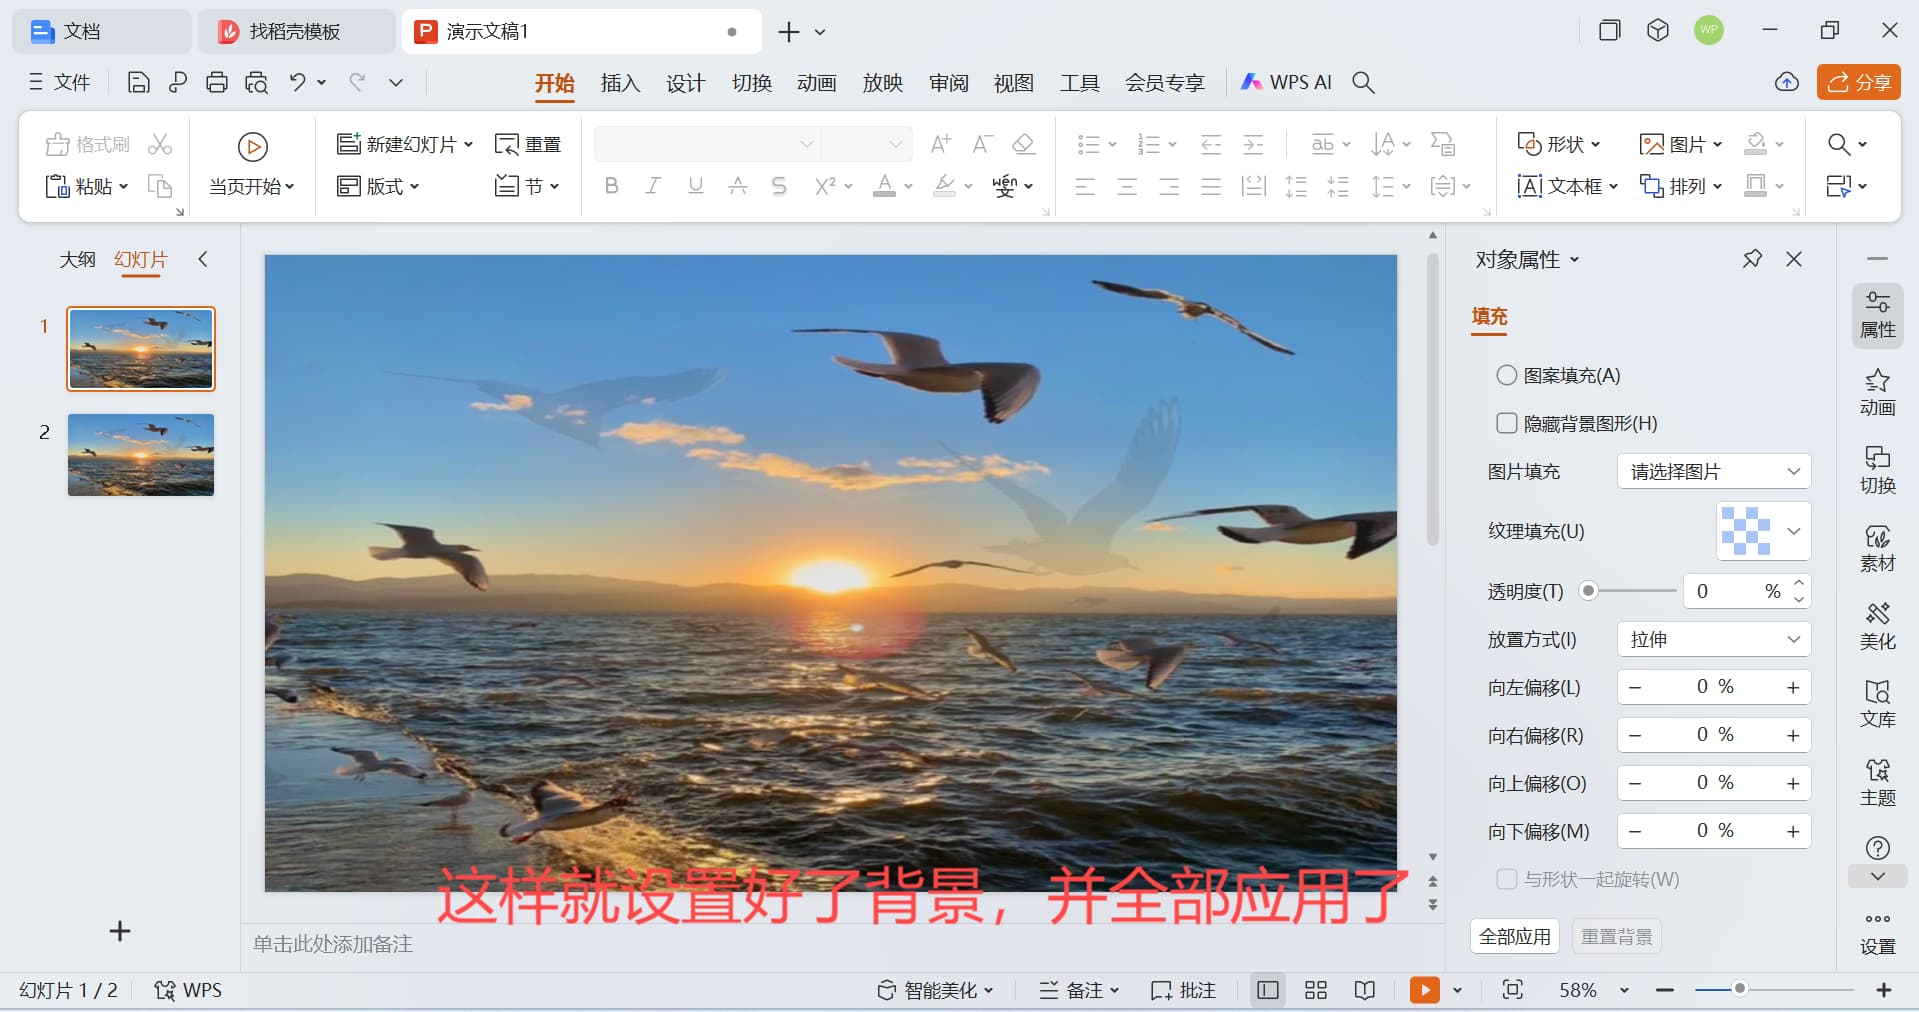 文档
找稻壳模板
P 演示文稿1
WP
文件
开始 插入 设计 切换 动画 放映 审阅 视图 工具 会员专享 WPS AI
分享
格式刷
粘贴
当页开始
新建幻灯片
重置
版式
节
A+ A-
B I U A S X² A wén 变
ab
形状
图片
文本框
排列
大纲 幻灯片
1
2
这样就设置好了背景，并全部应用了
单击此处添加备注
对象属性
填充
图案填充(A)
隐藏背景图形(H)
图片填充 请选择图片
纹理填充(U)
透明度(T) 0 %
放置方式(I) 拉伸
向左偏移(L) − 0 % +
向右偏移(R) − 0 % +
向上偏移(O) − 0 % +
向下偏移(M) − 0 % +
与形状一起旋转(W)
全部应用 重置背景
属性
动画
切换
素材
美化
文库
主题
设置
幻灯片 1 / 2 WPS 智能美化 备注 批注 58%